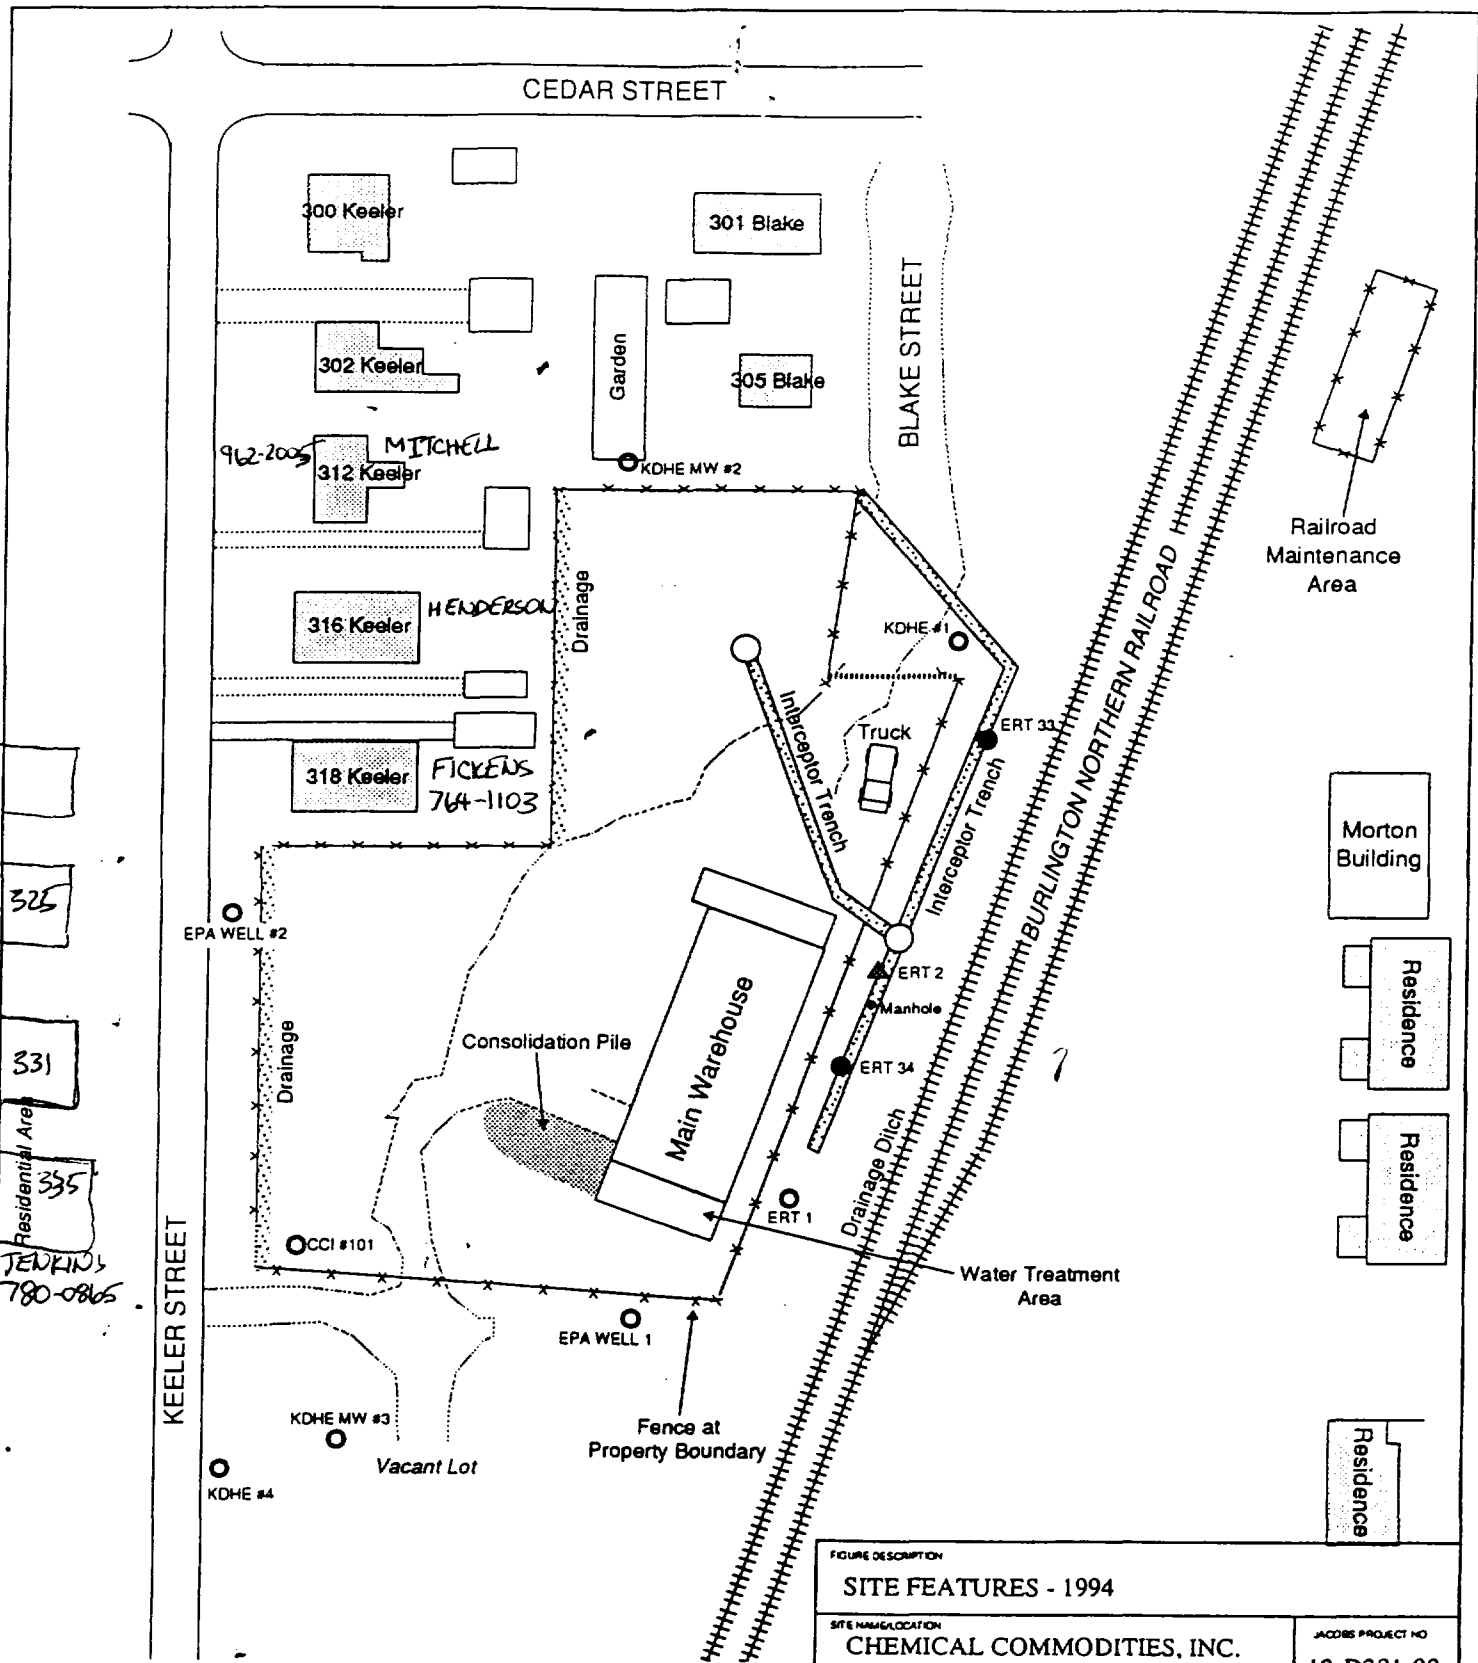 CEDAR STREET
300 Keeler
301 Blake
BLAKE STREET
302 Keeler
Garden
305 Blake
962-2005
MITCHELL
312 Keeler
KDHE MW #2
Railroad
Maintenance
Area
Drainage
316 Keeler
HENDERSON
KDHE #1
BURLINGTON NORTHERN RAILROAD
Interceptor Trench
Truck
ERT 33
Interceptor Trench
318 Keeler
FICKENS
764-1103
Morton
Building
325
EPA WELL #2
ERT 2
Manhole
Residence
Main Warehouse
Consolidation Pile
Drainage
331
ERT 34
Residential Area
335
Drainage Ditch
Residence
ERT 1
JENKINS
780-0865
KEELER STREET
CCI #101
Water Treatment
Area
EPA WELL 1
KDHE MW #3
Fence at
Property Boundary
Vacant Lot
KDHE #4
Residence
FIGURE DESCRIPTION
SITE FEATURES - 1994
SITE NAME/LOCATION
CHEMICAL COMMODITIES, INC.
JACOBS PROJECT NO